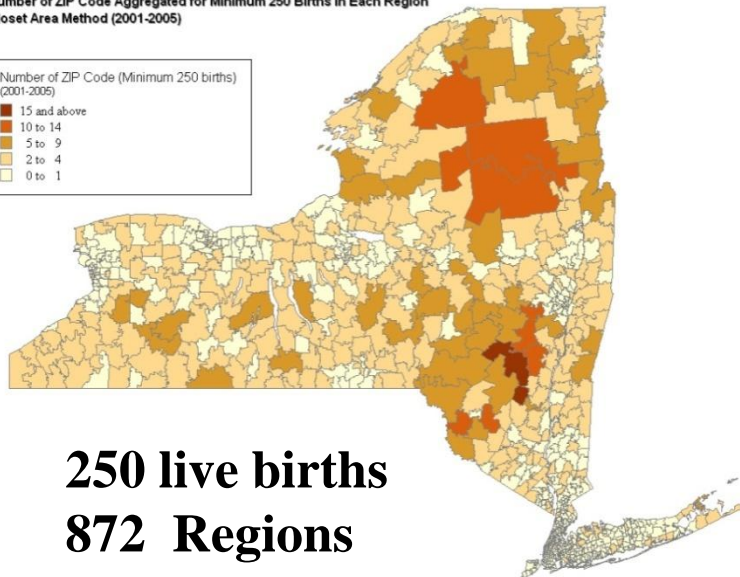 umber of ZIP Code Aggregated for Minimum 250 Births in Each Region
oset Area Method (2001-2005)
Number of ZIP Code (Minimum 250 births)
(2001-2005)
15 and above
10 to 14
5 to 9
2 to 4
0 to 1
250 live births
872 Regions